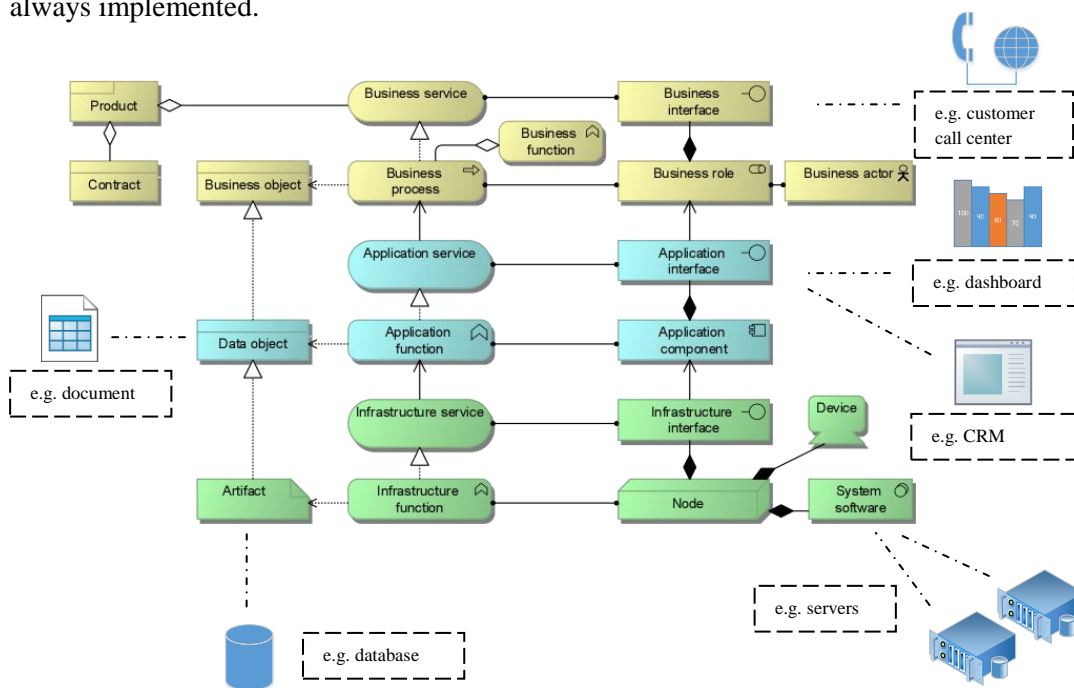 always implemented.
Product
Business service
Business
interface
e.g. customer
call center
Business
function
Contract
Business object
Business
process
Business role
Business actor
100
90
80
70
90
Application service
Application
interface
e.g. dashboard
Data object
Application
function
Application
component
e.g. document
Infrastructure service
Infrastructure
interface
Device
e.g. CRM
Artifact
Infrastructure
function
Node
System
software
e.g. servers
e.g. database